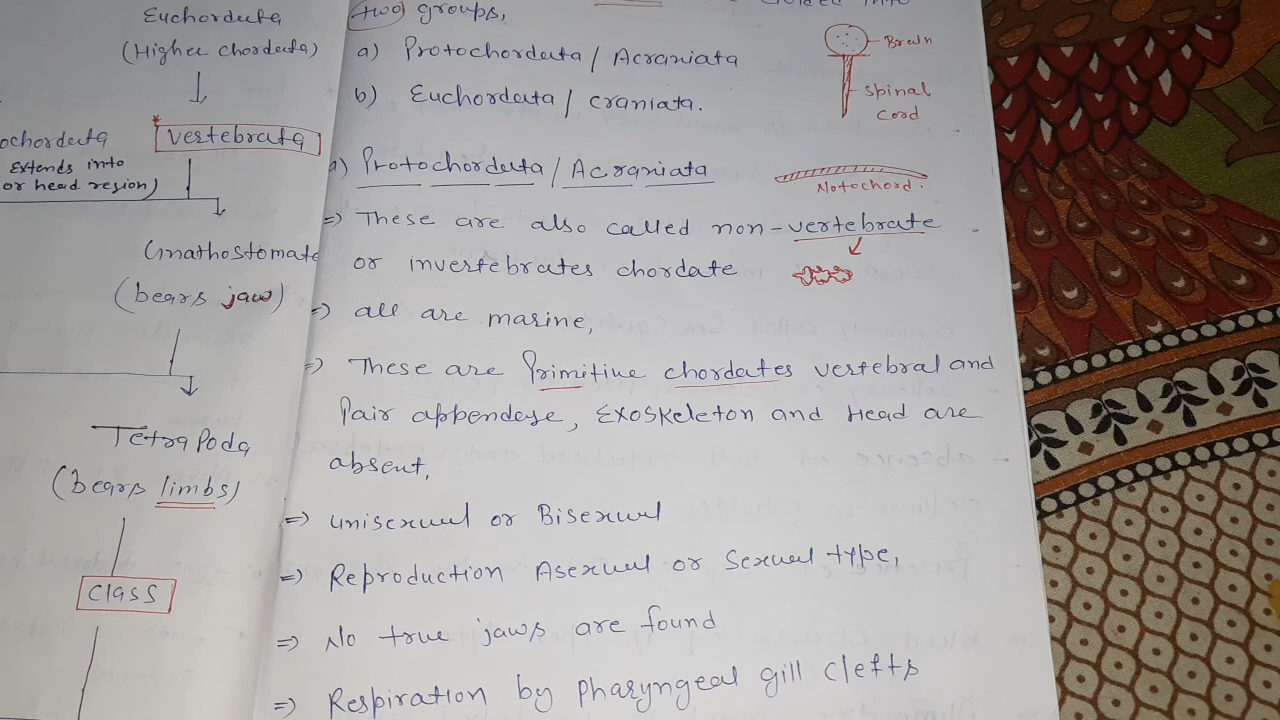 Euchordata
(Higher chordata)
ochordata
Vertebrata
Extends into
or head region)
Gnathostomata
(bears jaw)
TetraPoda
(bears limbs)
Class
two groups,
a) Protochordata / Acraniata
b) Euchordata / craniata.
Brain
spinal
cord
a) Protochordata / Acraniata
Notochord.
=> These are also called non-vertebrate
or invertebrates chordate
=> all are marine,
=> These are Primitive chordates vertebral and
Pair appendage, Exoskeleton and Head are
absent,
=> unisexual or Bisexual
=> Reproduction Asexual or Sexual type,
=> No true jaws are found
=> Respiration by pharyngeal gill clefts